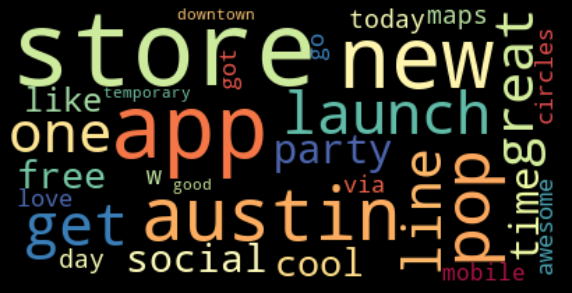 downtown
store
go
got
new
today
maps
great
circles
like
temporary
one
app
launch
party
free
w
good
via
love
get
austin
line
pop
time
awesome
day
social
cool
mobile